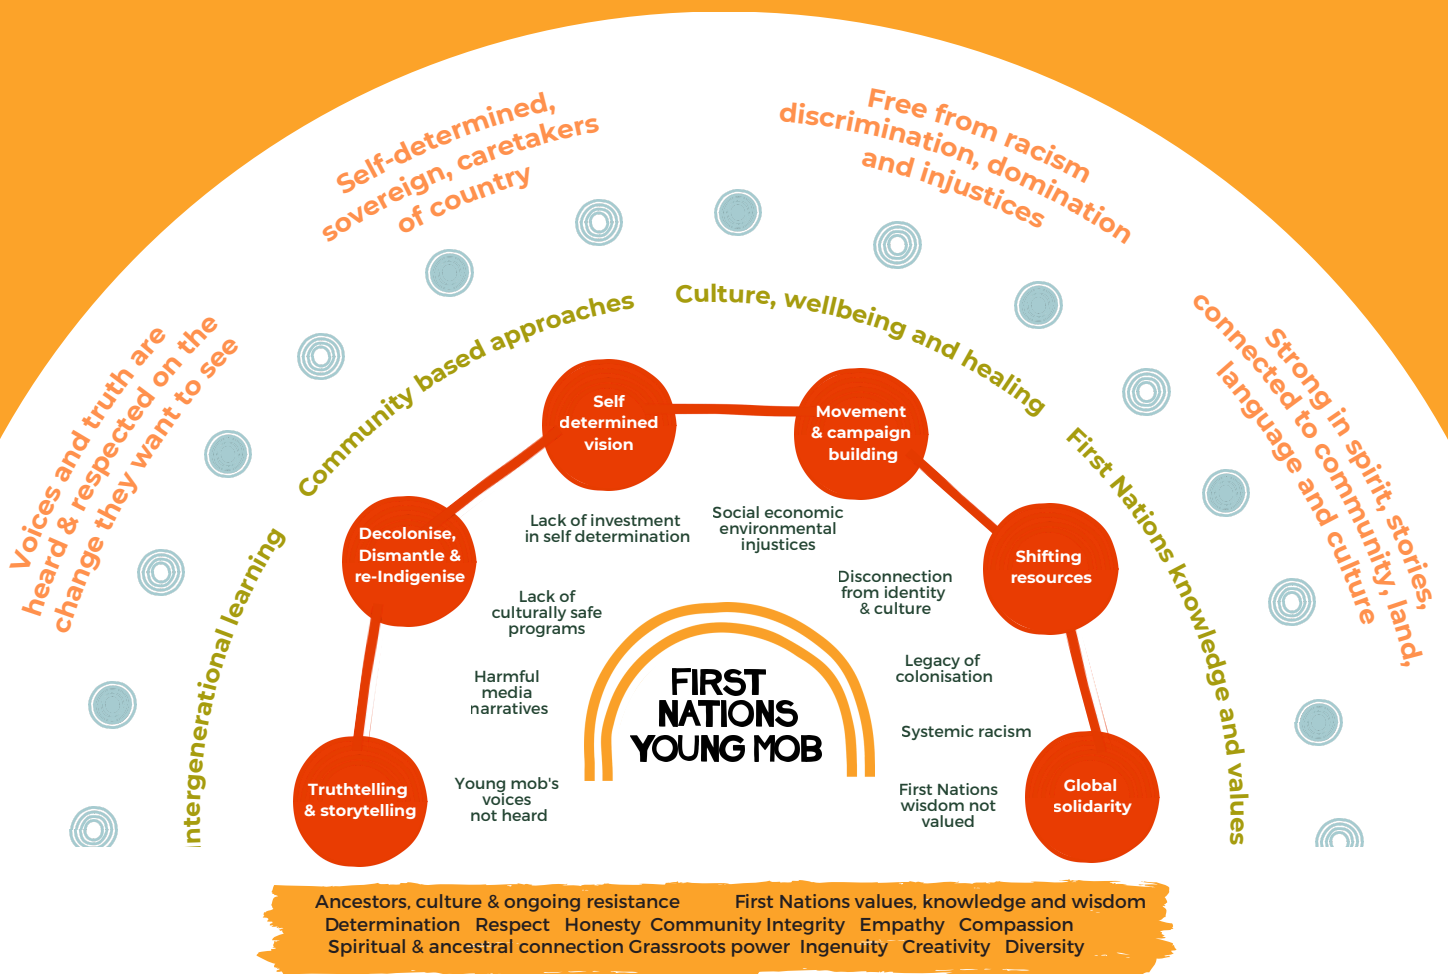 Self-determined,
sovereign, caretakers
of country
Free from racism
discrimination, domination
and injustices
Voices and truth are
heard & respected on the
change they want to see
Strong in spirit, stories,
connected to community, land,
language and culture
Intergenerational learning
Community based approaches
Culture, wellbeing and healing
First Nations knowledge and values
Truthtelling
& storytelling
Decolonise,
Dismantle &
re-Indigenise
Self
determined
vision
Movement
& campaign
building
Shifting
resources
Global
solidarity
Young mob's
voices
not heard
Harmful
media
narratives
Lack of
culturally safe
programs
Lack of investment
in self determination
Social economic
environmental
injustices
Disconnection
from identity
& culture
Legacy of
colonisation
Systemic racism
First Nations
wisdom not
valued
FIRST
NATIONS
YOUNG MOB
Ancestors, culture & ongoing resistance First Nations values, knowledge and wisdom
Determination Respect Honesty Community Integrity Empathy Compassion
Spiritual & ancestral connection Grassroots power Ingenuity Creativity Diversity